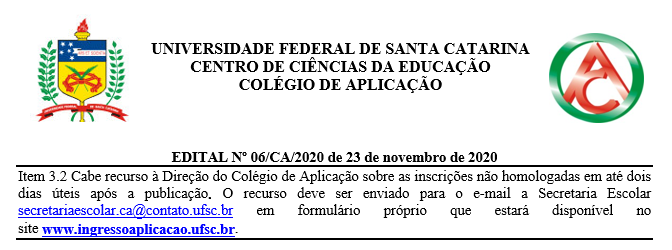 UNIVERSIDADE FEDERAL DE SANTA CATARINA
CENTRO DE CIÊNCIAS DA EDUCAÇÃO
COLÉGIO DE APLICAÇÃO
EDITAL Nº 06/CA/2020 de 23 de novembro de 2020
Item 3.2 Cabe recurso à Direção do Colégio de Aplicação sobre as inscrições não homologadas em até dois
dias úteis após a publicação. O recurso deve ser enviado para o e-mail a Secretaria Escolar
secretariaescolar.ca@contato.ufsc.br em formulário próprio que estará disponível no
site www.ingressoaplicacao.ufsc.br.